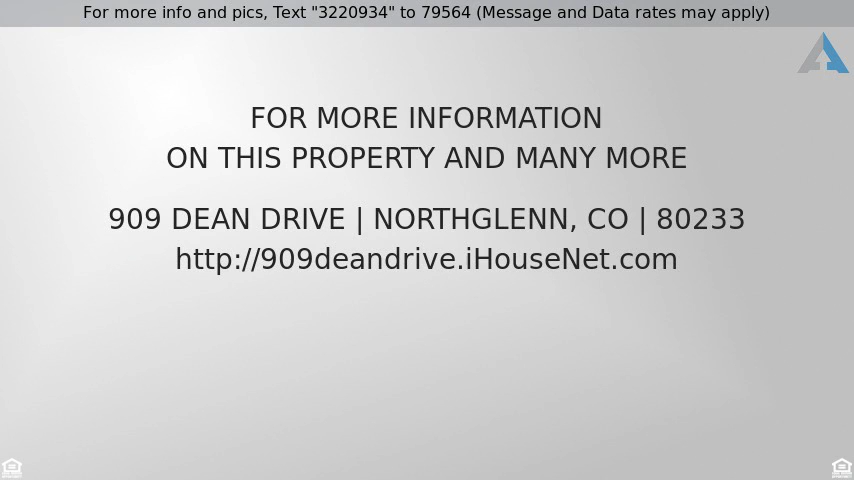 For more info and pics, Text "3220934" to 79564 (Message and Data rates may apply)
FOR MORE INFORMATION
ON THIS PROPERTY AND MANY MORE
909 DEAN DRIVE | NORTHGLENN, CO | 80233
http://909deandrive.iHouseNet.com